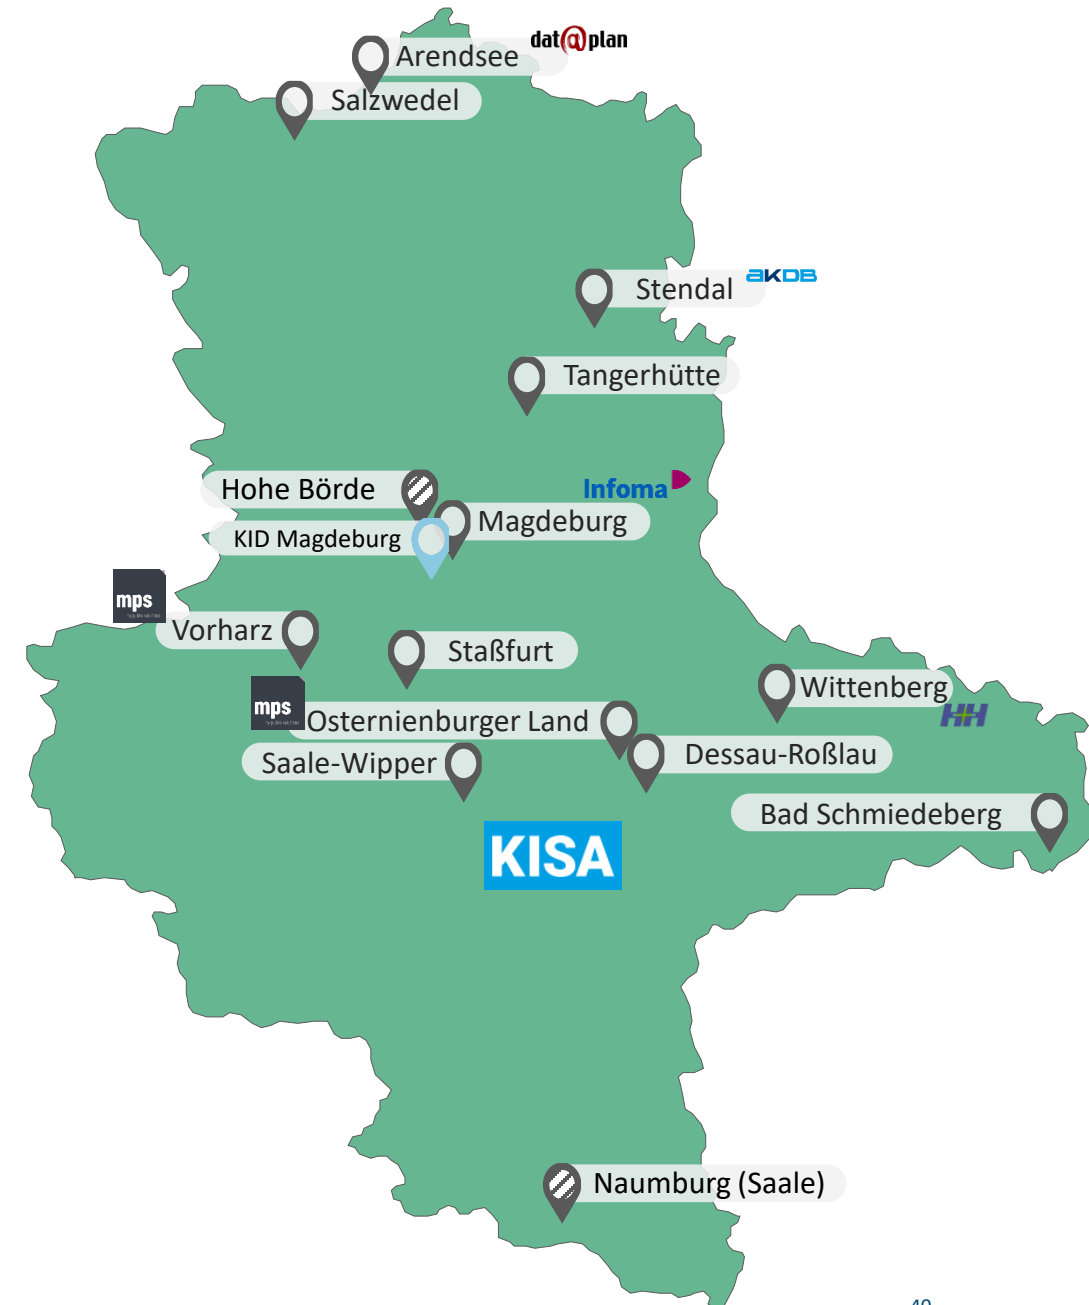 dat@plan
Arendsee
Salzwedel
Stendal
AKDB
Tangerhütte
Infoma
Hohe Börde
Magdeburg
KID Magdeburg
mps
Vorharz
Staßfurt
Wittenberg
mps
H+H
Osternienburger Land
Dessau-Roßlau
Saale-Wipper
Bad Schmiedeberg
KISA
Naumburg (Saale)